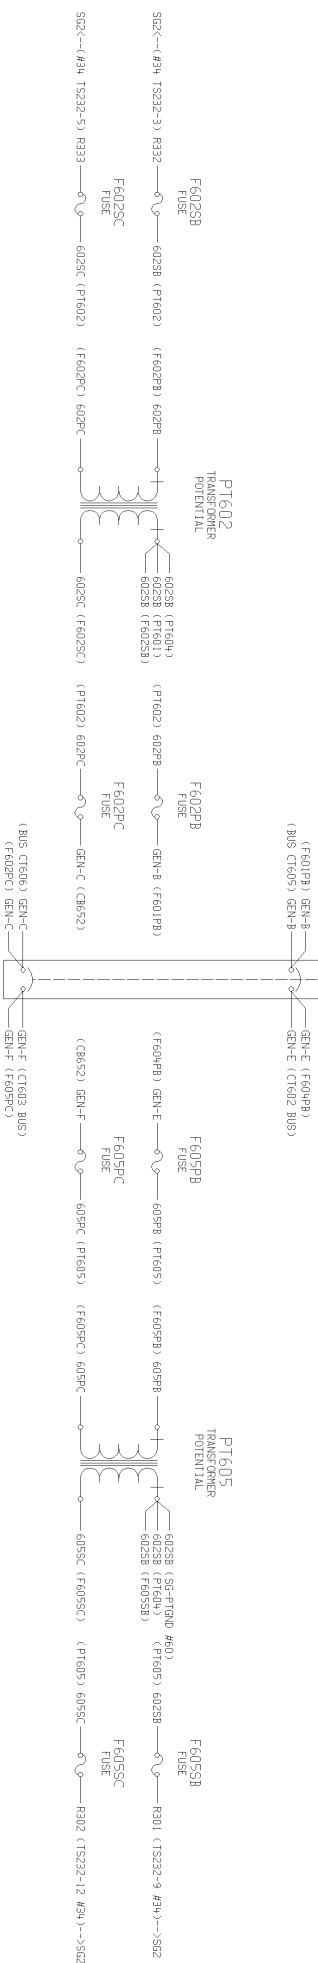 SG2<--(#34 TS232-3) R332
F602SB
FUSE
602SB (PT602)
SG2<--(#34 TS232-5) R333
F602SC
FUSE
602SC (PT602)
(F602PB) 602PB
(F602PC) 602PC
PT602
TRANSFORMER
POTENTIAL
602SB (PT604)
602SB (PT601)
602SB (F602SB)
602SC (F602SC)
(PT602) 602PB
F602PB
FUSE
GEN-B (F601PB)
(PT602) 602PC
F602PC
FUSE
GEN-C (CB652)
(F601PB) GEN-B
(BUS CT605) GEN-B
GEN-E (F604PB)
GEN-E (CT602 BUS)
(BUS CT606) GEN-C
(F602PC) GEN-C
GEN-F (CT603 BUS)
GEN-F (F605PC)
(F604PB) GEN-E
F605PB
FUSE
605PB (PT605)
(CB652) GEN-F
F605PC
FUSE
605PC (PT605)
(F605PB) 605PB
(F605PC) 605PC
PT605
TRANSFORMER
POTENTIAL
602SB (SG-PTGND #60)
602SB (PT604)
602SB (F605SB)
605SC (F605SC)
(PT605) 602SB
F605SB
FUSE
R301 (TS232-9 #34)-->SG2
(PT605) 605SC
F605SC
FUSE
R302 (TS232-12 #34)-->SG2